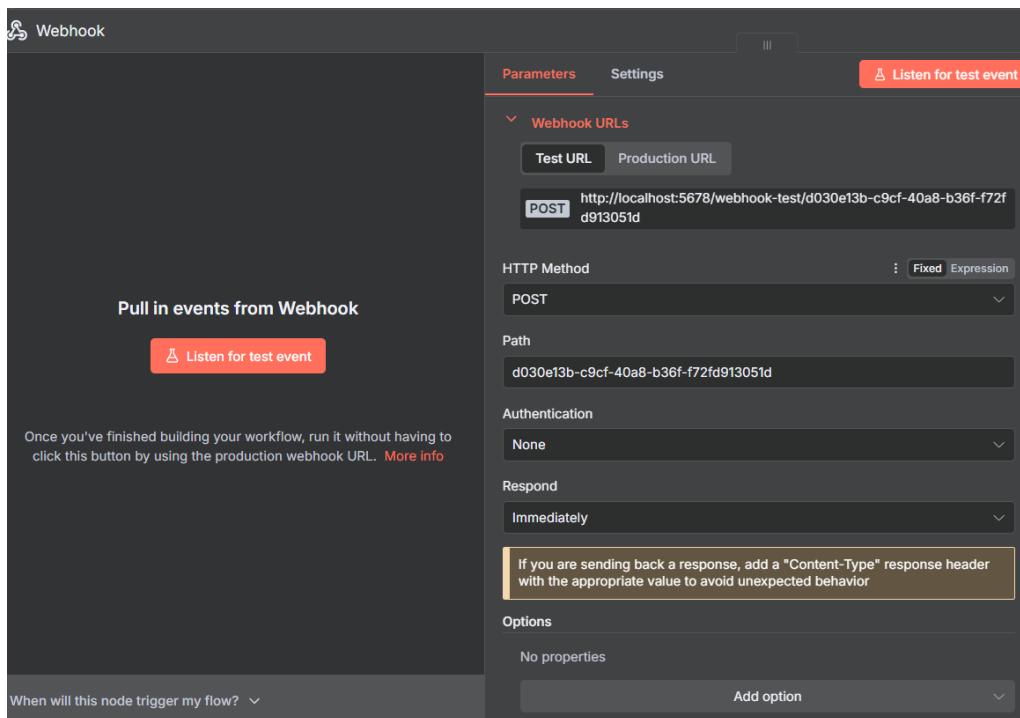 Webhook
Parameters
Settings
Listen for test event
Webhook URLs
Test URL
Production URL
POST
http://localhost:5678/webhook-test/d030e13b-c9cf-40a8-b36f-f72f
d913051d
HTTP Method
Fixed
Expression
POST
Path
d030e13b-c9cf-40a8-b36f-f72fd913051d
Authentication
None
Respond
Immediately
If you are sending back a response, add a "Content-Type" response header
with the appropriate value to avoid unexpected behavior
Options
No properties
Add option
Pull in events from Webhook
Listen for test event
Once you've finished building your workflow, run it without having to
click this button by using the production webhook URL. More info
When will this node trigger my flow?